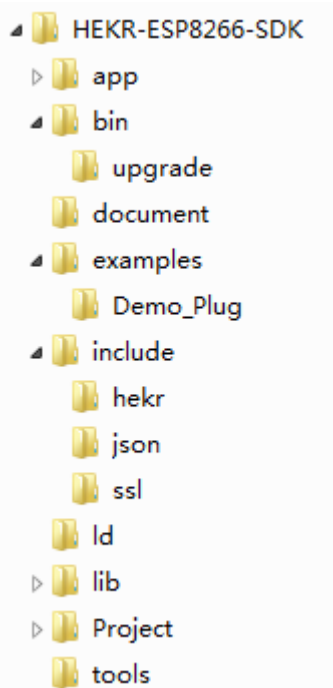 HEKR-ESP8266-SDK
app
bin
upgrade
document
examples
Demo_Plug
include
hekr
json
ssl
ld
lib
Project
tools